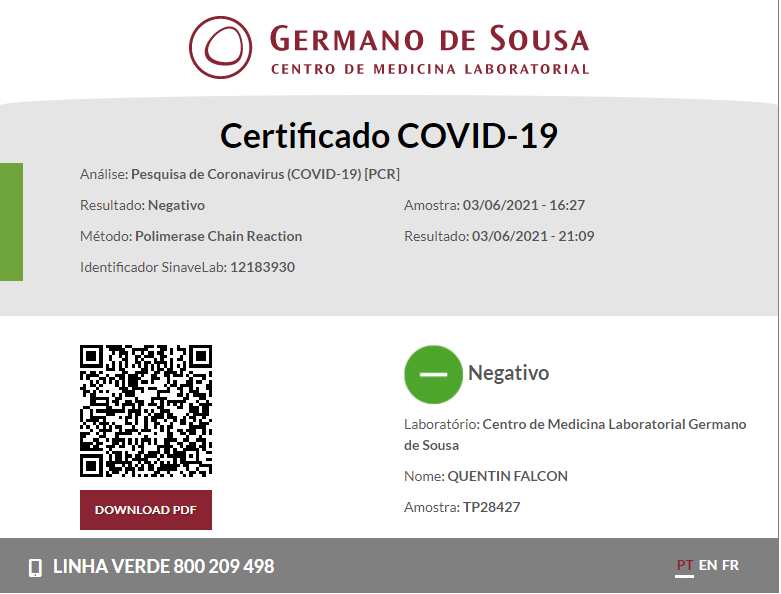 GERMANO DE SOUSA
CENTRO DE MEDICINA LABORATORIAL
Certificado COVID-19
Análise: Pesquisa de Coronavirus (COVID-19) [PCR]
Resultado: Negativo
Amostra: 03/06/2021 - 16:27
Método: Polimerase Chain Reaction
Resultado: 03/06/2021 - 21:09
Identificador SinaveLab: 12183930
Negativo
Laboratório: Centro de Medicina Laboratorial Germano
de Sousa
Nome: QUENTIN FALCON
Amostra: TP28427
DOWNLOAD PDF
LINHA VERDE 800 209 498
PT EN FR